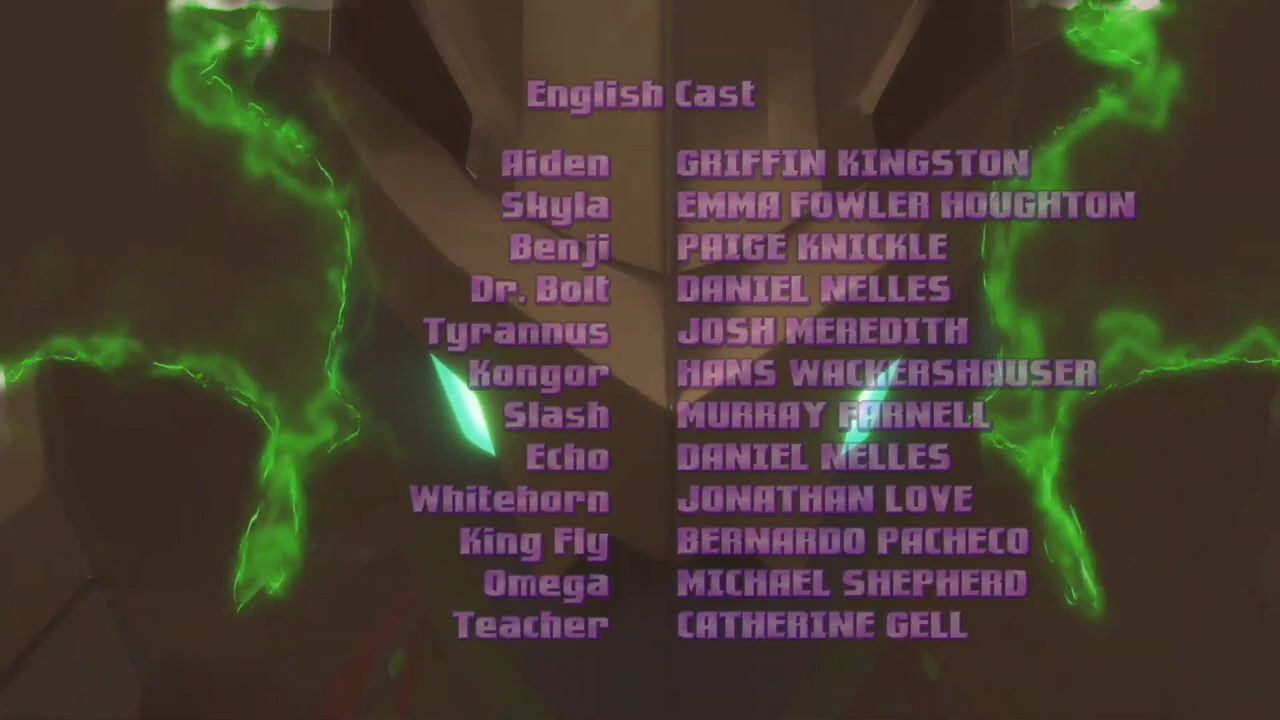 English Cast
Aiden GRIFFIN KINGSTON
Skyla EMMA FOWLER HOUGHTON
Benji PAIGE KNICKLE
Dr. Bolt DANIEL NELLES
Tyrannus JOSH MEREDITH
Kongor HANS WACKERSHAUSER
Slash MURRAY FARNELL
Echo DANIEL NELLES
Whitehorn JONATHAN LOVE
King Fly BERNARDO PACHECO
Omega MICHAEL SHEPHERD
Teacher CATHERINE GELL